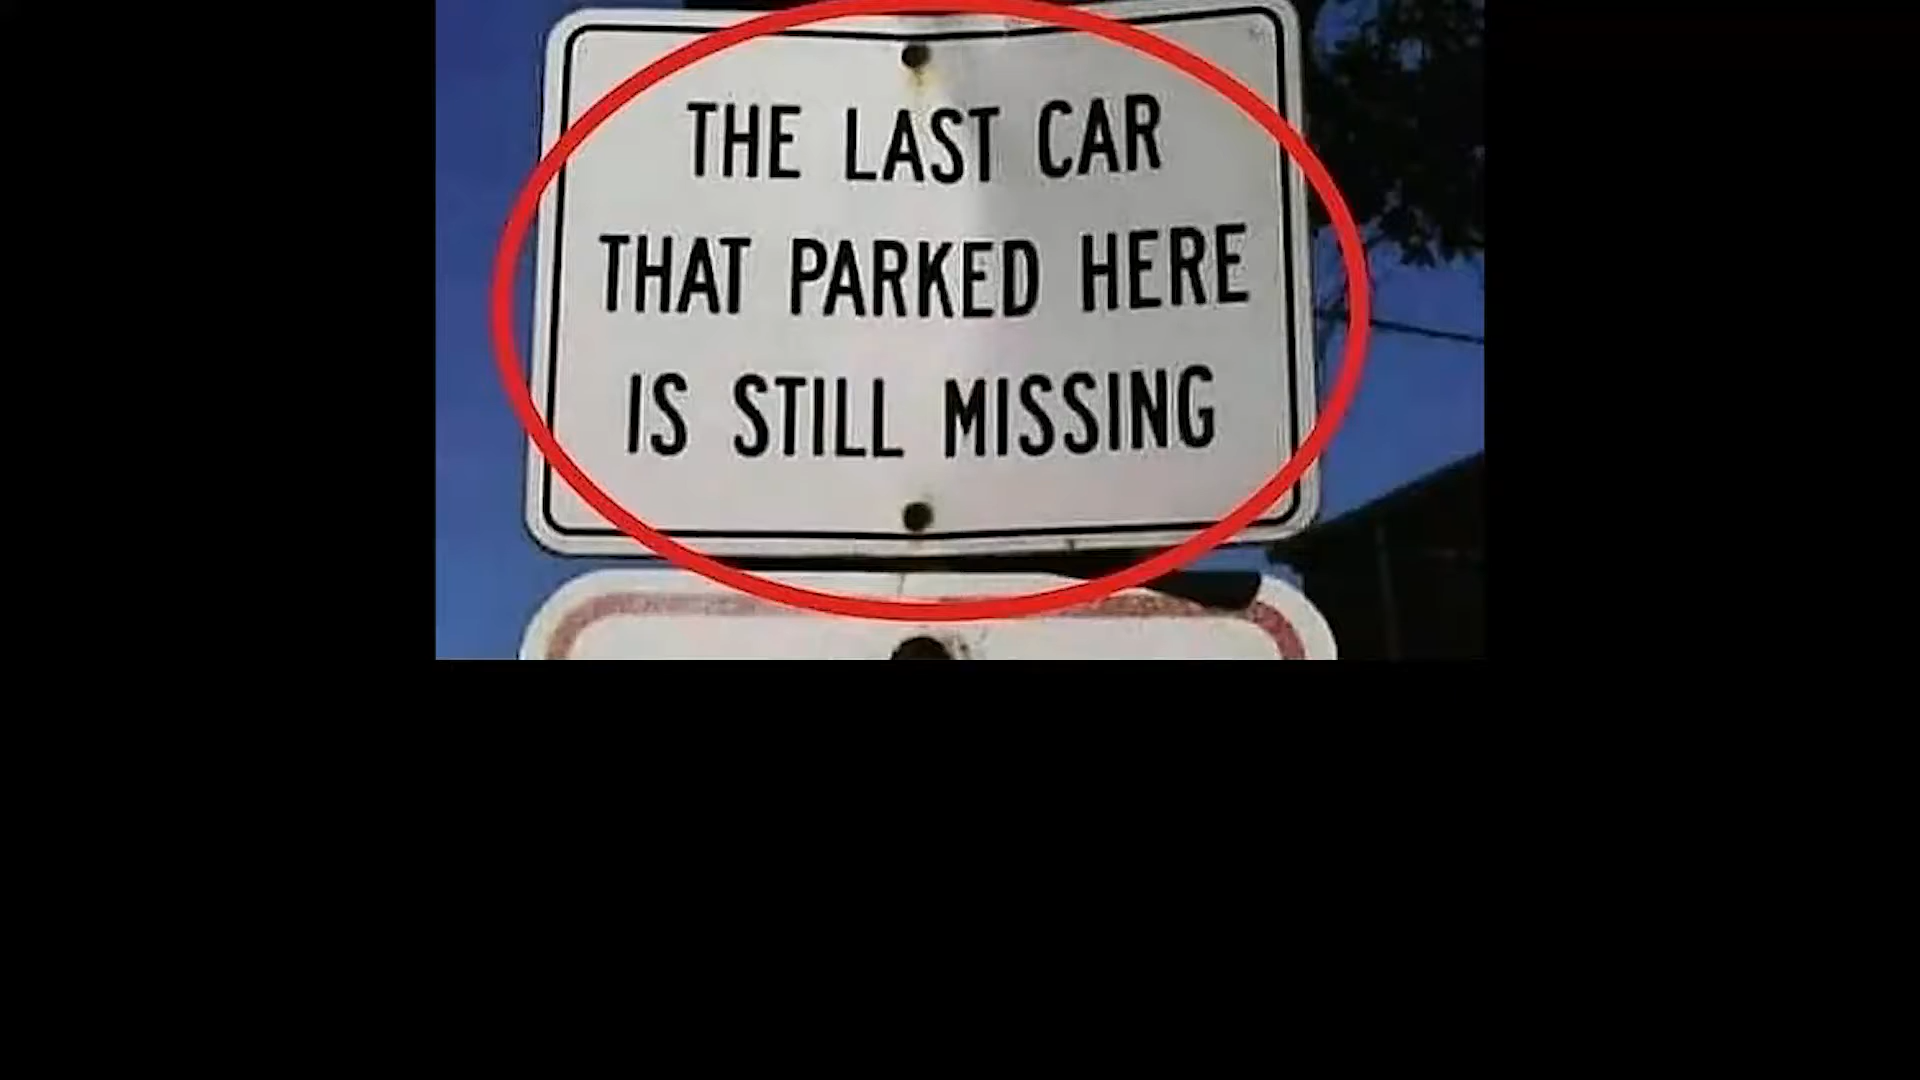 THE LAST CAR
THAT PARKED HERE
IS STILL MISSING